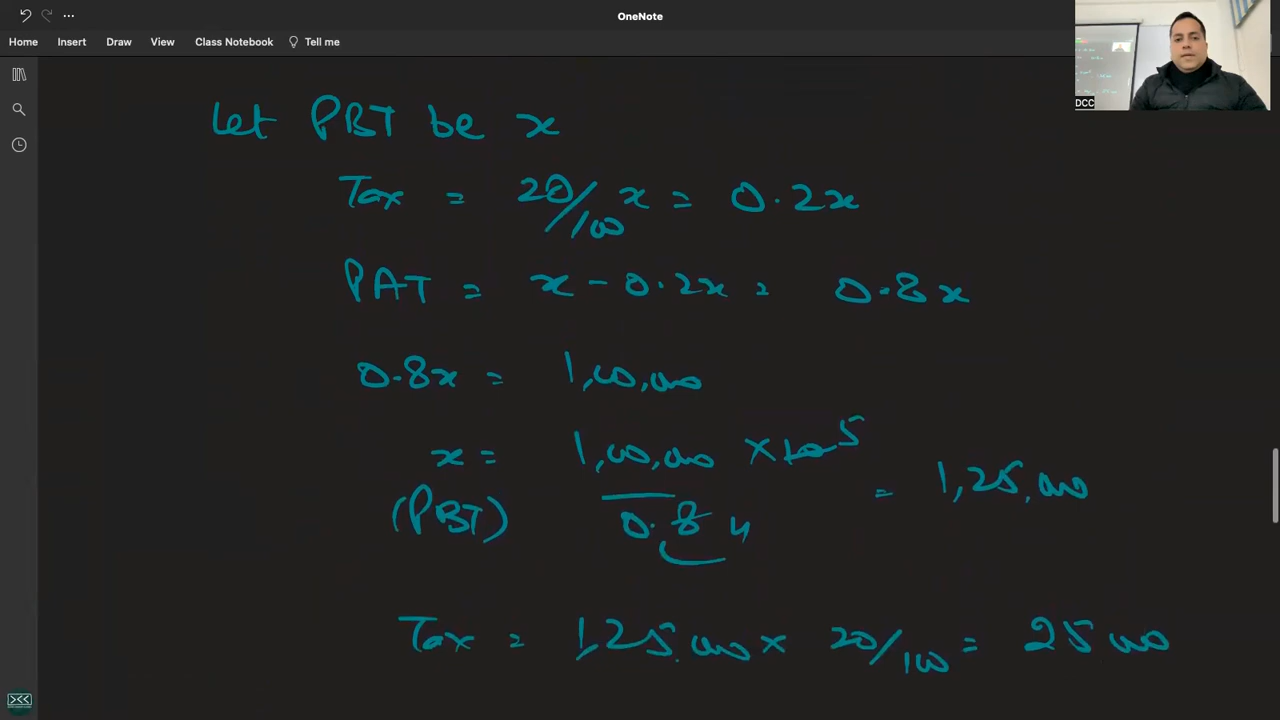 OneNote
Home Insert Draw View Class Notebook Tell me
DCC
Let PBT be x
Tax = 20/100 x = 0.2x
PAT = x - 0.2x = 0.8x
0.8x = 1,00,000
x = 1,00,000 × 10 5
(PBT) 0.8 4 = 1,25,000
Tax = 1,25,000 × 20/100 = 25000